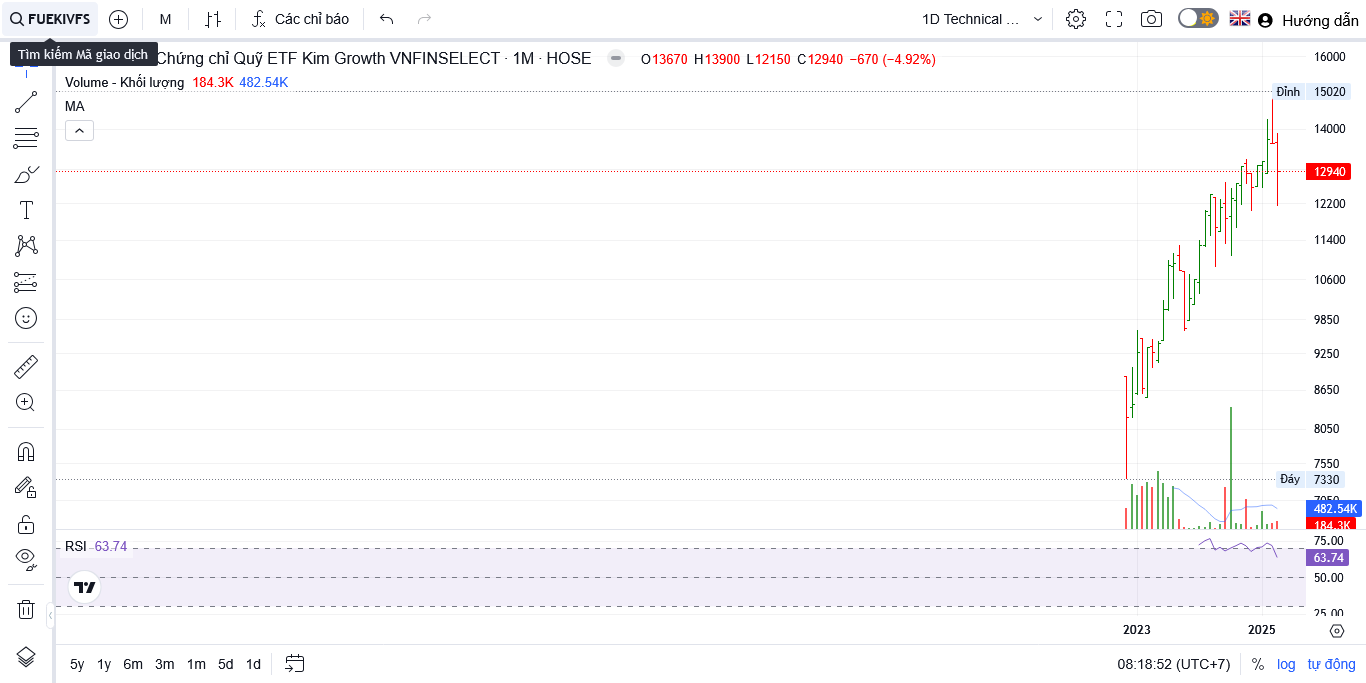 FUEKIVFS
M
Các chỉ báo
1D Technical ...
Hướng dẫn
Tìm kiếm Mã giao dịch
Chứng chỉ Quỹ ETF Kim Growth VNFINSELECT · 1M · HOSE
O13670 H13900 L12150 C12940 −670 (−4.92%)
Volume - Khối lượng 184.3K 482.54K
MA
16000
Đỉnh 15020
14000
12940
12200
11400
10600
9850
9250
8650
8050
7550
Đáy 7330
7050
482.54K
184.3K
RSI 63.74
75.00
63.74
50.00
25.00
2023 2025
5y 1y 6m 3m 1m 5d 1d
08:18:52 (UTC+7) % log tự động